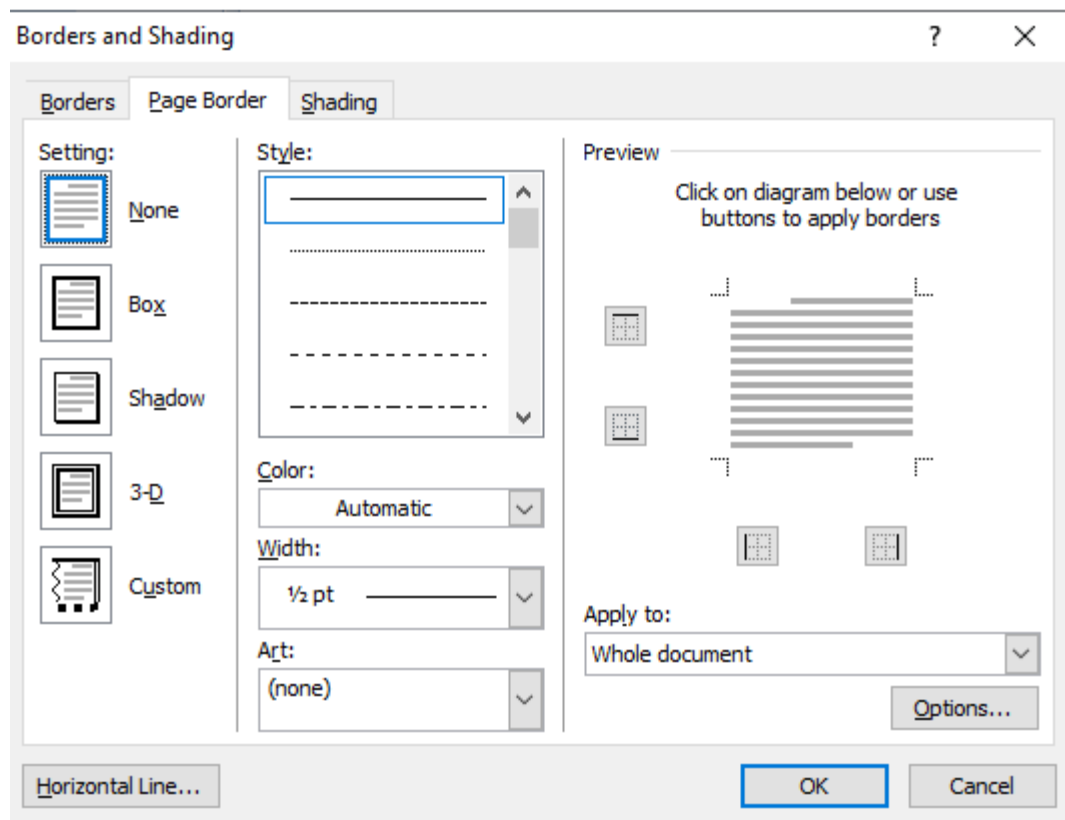 Borders and Shading
?
Borders
Page Border
Shading
Setting:
None
Box
Shadow
3-D
Custom
Style:
Color:
Automatic
Width:
½ pt
Art:
(none)
Preview
Click on diagram below or use
buttons to apply borders
Apply to:
Whole document
Options...
Horizontal Line...
OK
Cancel